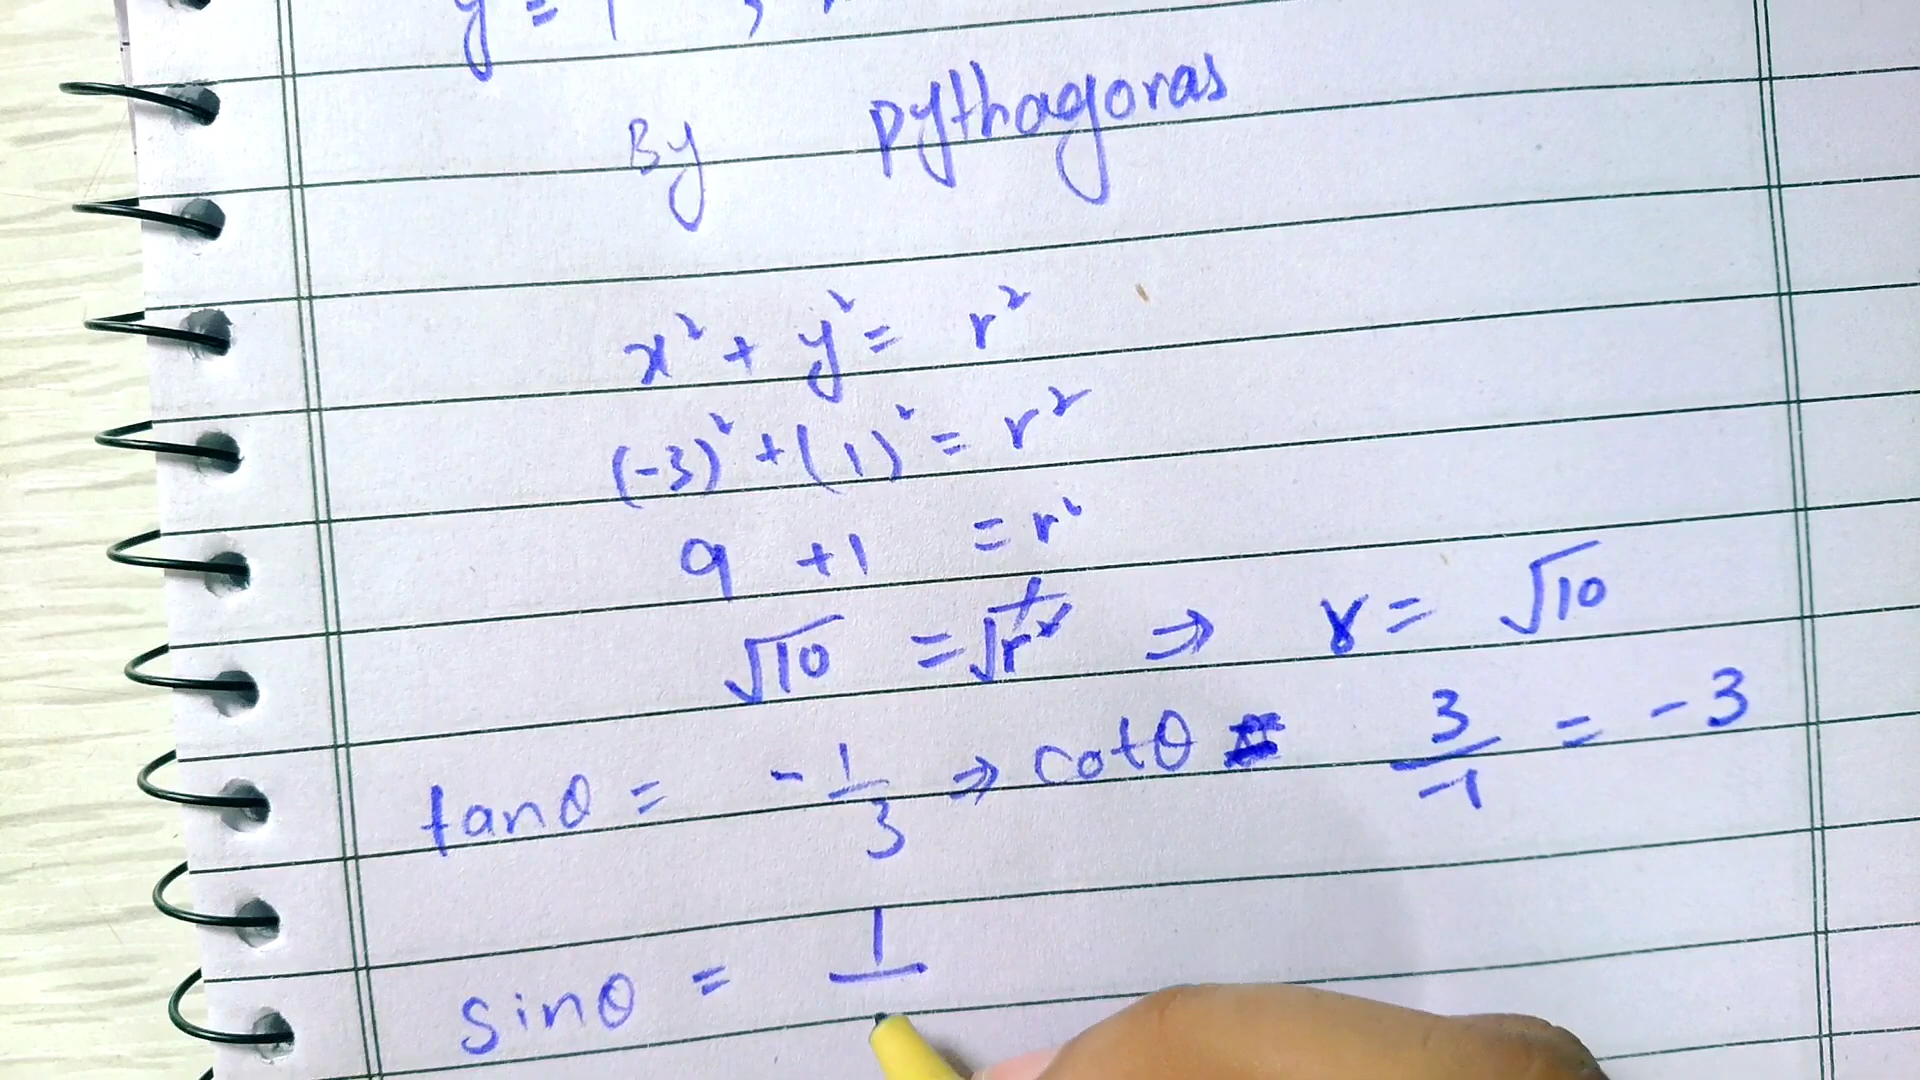 y = 1 ,
By pythagoras
x² + y² = r²
(-3)² + (1)² = r²
9 + 1 = r²
√10 = √r² ⇒ r = √10
tanθ = - 1/3 ⇒ cotθ = 3/-1 = -3
sinθ = 1/